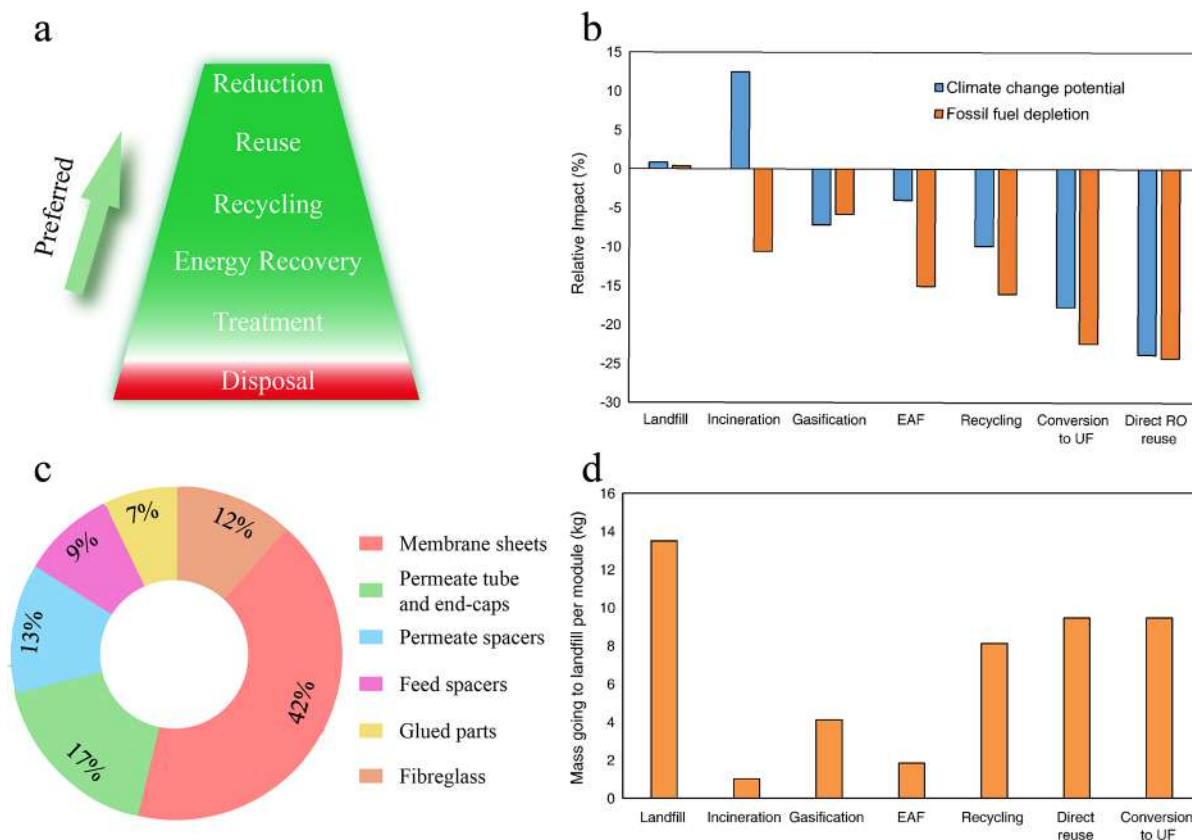 a
Reduction
Reuse
Recycling
Energy Recovery
Treatment
Disposal
Preferred
b
Relative Impact (%)
15
10
5
0
-5
-10
-15
-20
-25
-30
Climate change potential
Fossil fuel depletion
Landfill
Incineration
Gasification
EAF
Recycling
Conversion
to UF
Direct RO
reuse
c
12%
42%
17%
13%
9%
7%
Membrane sheets
Permeate tube
and end-caps
Permeate spacers
Feed spacers
Glued parts
Fibreglass
d
Mass going to landfill per module (kg)
16
14
12
10
8
6
4
2
0
Landfill
Incineration
Gasification
EAF
Recycling
Direct
reuse
Conversion
to UF